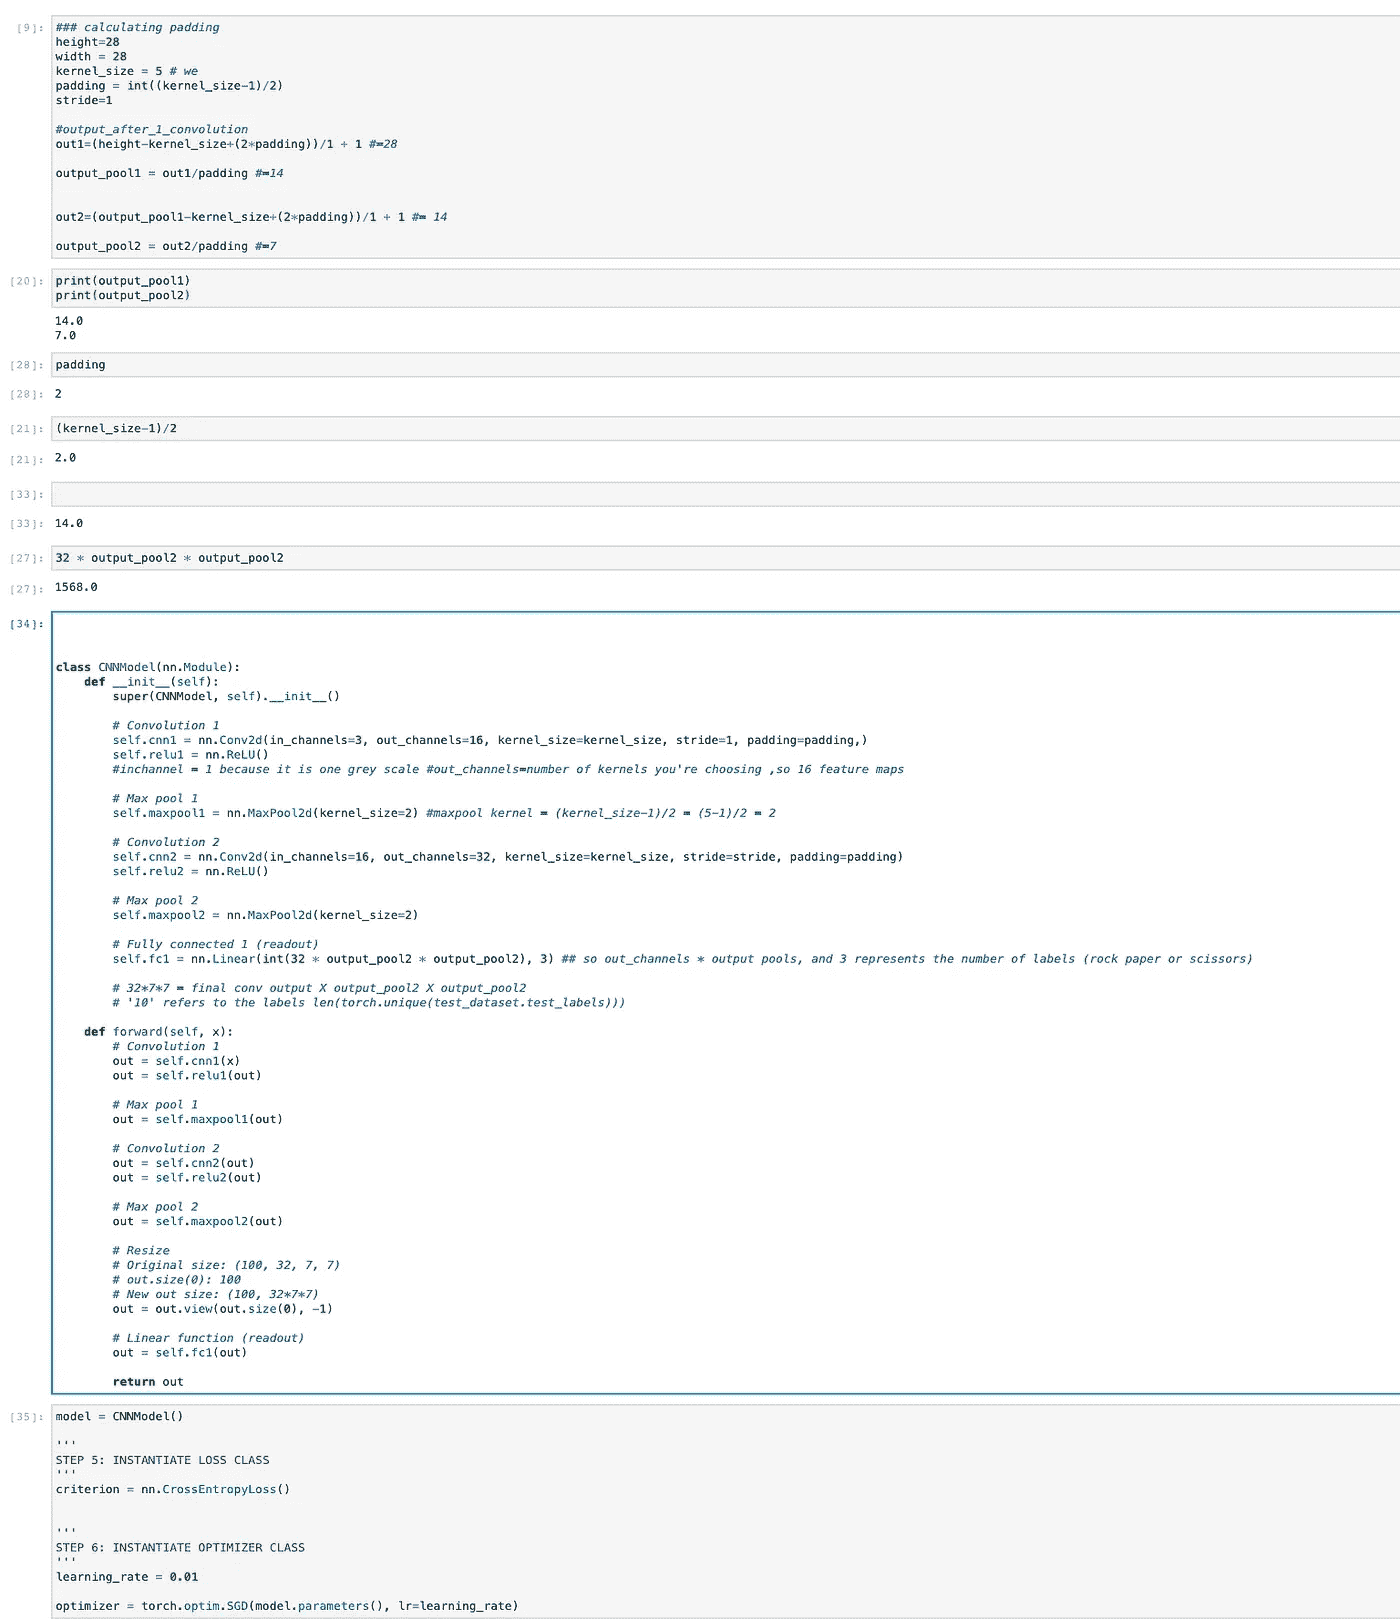 [9]: ### calculating padding
height=28
width = 28
kernel_size = 5 # we
padding = int((kernel_size-1)/2)
stride=1
#output_after_1_convolution
out1=(height-kernel_size+(2*padding))/1 + 1 #=28
output_pool1 = out1/padding #=14
out2=(output_pool1-kernel_size+(2*padding))/1 + 1 #= 14
output_pool2 = out2/padding #=7
[20]: print(output_pool1)
print(output_pool2)
14.0
7.0
[28]: padding
[28]: 2
[21]: (kernel_size-1)/2
[21]: 2.0
[33]:
[33]: 14.0
[27]: 32 * output_pool2 * output_pool2
[27]: 1568.0
[34]:
class CNNModel(nn.Module):
    def __init__(self):
        super(CNNModel, self).__init__()
        # Convolution 1
        self.cnn1 = nn.Conv2d(in_channels=3, out_channels=16, kernel_size=kernel_size, stride=1, padding=padding,)
        self.relu1 = nn.ReLU()
        #inchannel = 1 because it is one grey scale #out_channels=number of kernels you're choosing ,so 16 feature maps
        # Max pool 1
        self.maxpool1 = nn.MaxPool2d(kernel_size=2) #maxpool kernel = (kernel_size-1)/2 = (5-1)/2 = 2
        # Convolution 2
        self.cnn2 = nn.Conv2d(in_channels=16, out_channels=32, kernel_size=kernel_size, stride=stride, padding=padding)
        self.relu2 = nn.ReLU()
        # Max pool 2
        self.maxpool2 = nn.MaxPool2d(kernel_size=2)
        # Fully connected 1 (readout)
        self.fc1 = nn.Linear(int(32 * output_pool2 * output_pool2), 3) ## so out_channels * output pools, and 3 represents the number of labels (rock paper or scissors)
        # 32*7*7 = final conv output X output_pool2 X output_pool2
        # '10' refers to the labels len(torch.unique(test_dataset.test_labels)))
    def forward(self, x):
        # Convolution 1
        out = self.cnn1(x)
        out = self.relu1(out)
        # Max pool 1
        out = self.maxpool1(out)
        # Convolution 2
        out = self.cnn2(out)
        out = self.relu2(out)
        # Max pool 2
        out = self.maxpool2(out)
        # Resize
        # Original size: (100, 32, 7, 7)
        # out.size(0): 100
        # New out size: (100, 32*7*7)
        out = out.view(out.size(0), -1)
        # Linear function (readout)
        out = self.fc1(out)
        return out
[35]: model = CNNModel()
'''
STEP 5: INSTANTIATE LOSS CLASS
'''
criterion = nn.CrossEntropyLoss()
'''
STEP 6: INSTANTIATE OPTIMIZER CLASS
'''
learning_rate = 0.01
optimizer = torch.optim.SGD(model.parameters(), lr=learning_rate)